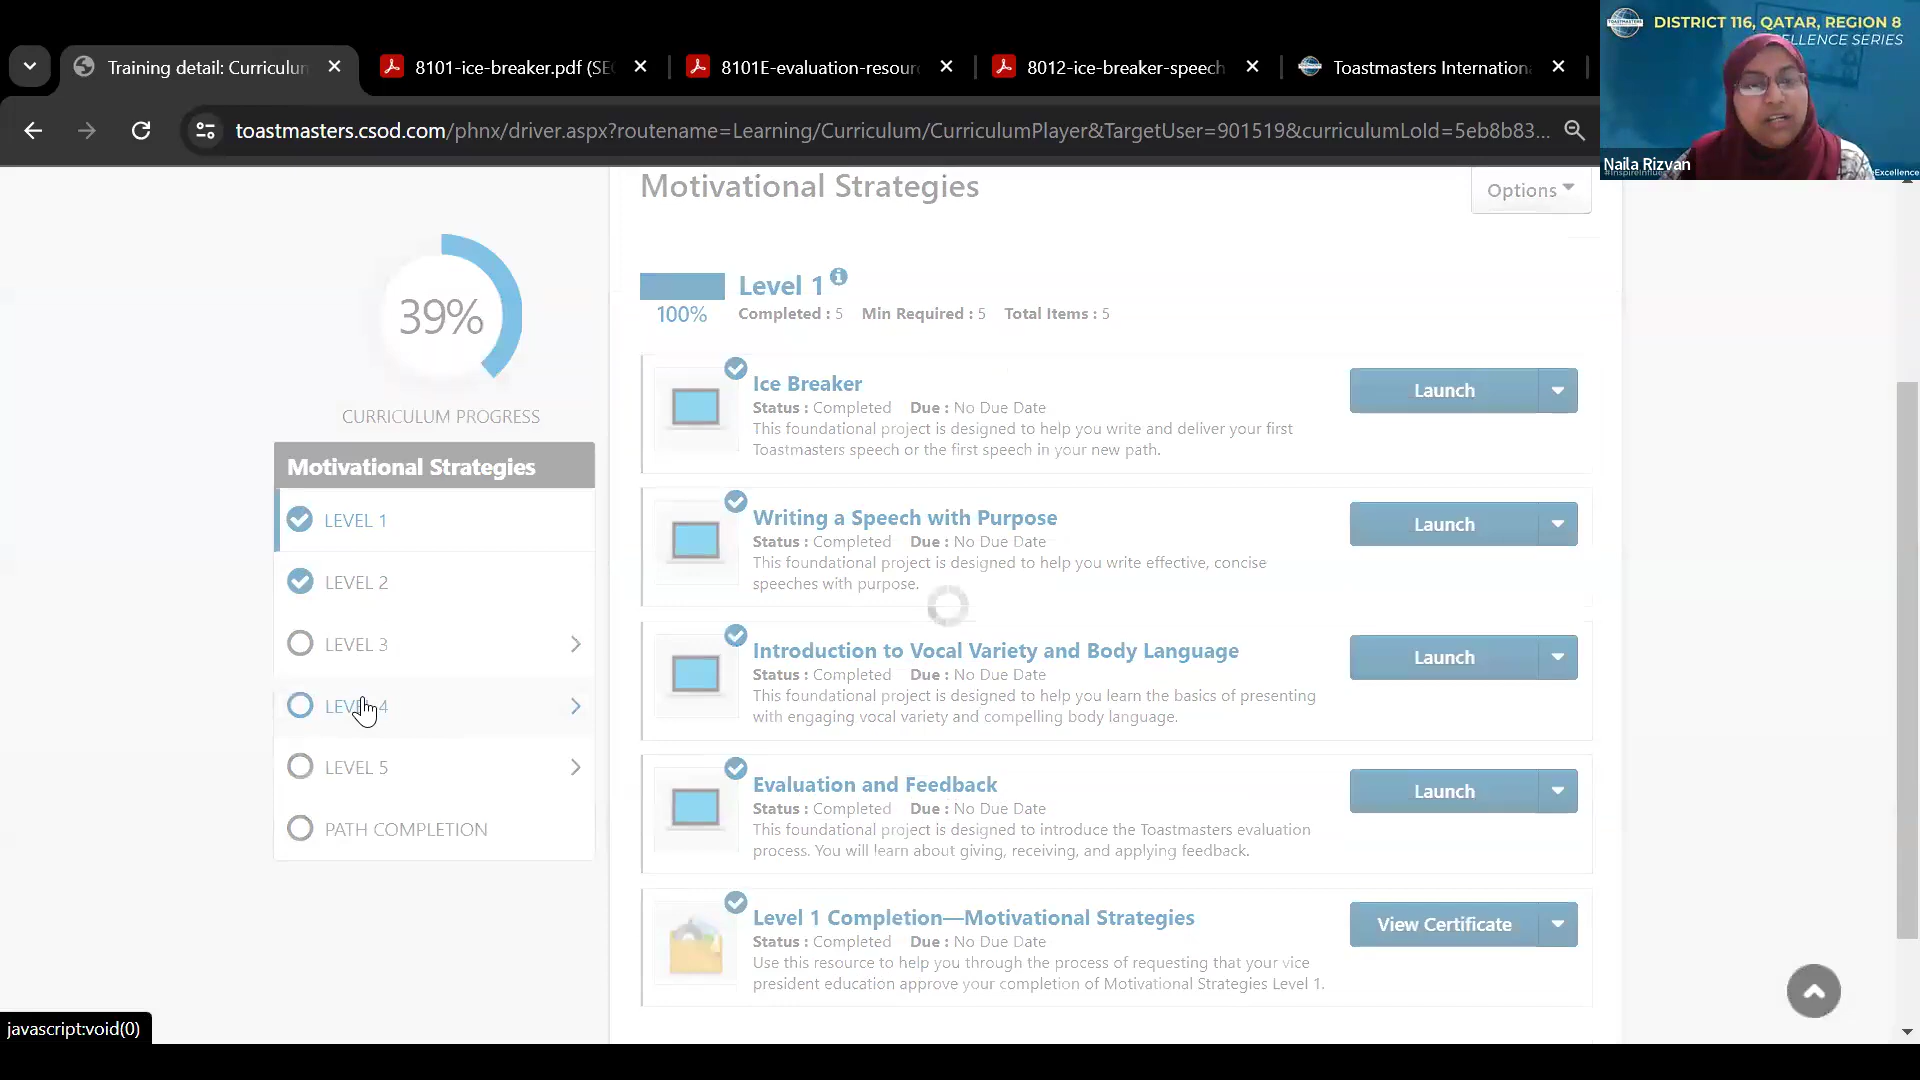 Training detail: Curriculun
8101-ice-breaker.pdf (SE
8101E-evaluation-resour
8012-ice-breaker-speech
Toastmasters Internationa
DISTRICT 116, QATAR, REGION 8
ELLENCE SERIES
toastmasters.csod.com/phnx/driver.aspx?routename=Learning/Curriculum/CurriculumPlayer&TargetUser=901519&curriculumLoId=5eb8b83...
Naila Rizvan
Excellence
Motivational Strategies
Options
39%
CURRICULUM PROGRESS
Motivational Strategies
LEVEL 1
LEVEL 2
LEVEL 3
LEVEL 4
LEVEL 5
PATH COMPLETION
Level 1
100%
Completed : 5 Min Required : 5 Total Items : 5
Ice Breaker
Status : Completed Due : No Due Date
This foundational project is designed to help you write and deliver your first
Toastmasters speech or the first speech in your new path.
Launch
Writing a Speech with Purpose
Status : Completed Due : No Due Date
This foundational project is designed to help you write effective, concise
speeches with purpose.
Launch
Introduction to Vocal Variety and Body Language
Status : Completed Due : No Due Date
This foundational project is designed to help you learn the basics of presenting
with engaging vocal variety and compelling body language.
Launch
Evaluation and Feedback
Status : Completed Due : No Due Date
This foundational project is designed to introduce the Toastmasters evaluation
process. You will learn about giving, receiving, and applying feedback.
Launch
Level 1 Completion—Motivational Strategies
Status : Completed Due : No Due Date
Use this resource to help you through the process of requesting that your vice
president education approve your completion of Motivational Strategies Level 1.
View Certificate
javascript:void(0)